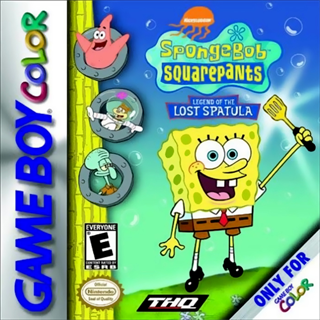 GAME BOY COLOR
NICKELODEON
SpongeBob
SQUAREPANTS
LEGEND OF THE
LOST SPATULA
EVERYONE
E
CONTENT RATED BY
ESRB
Official
Nintendo
Seal of Quality
THQ
ONLY FOR
GAME BOY
COLOR